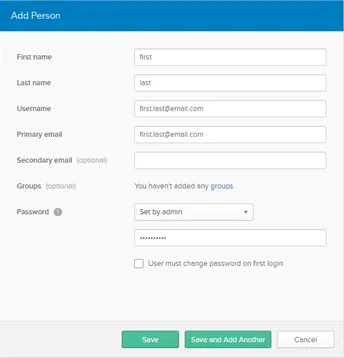 Add Person
First name first
Last name last
Username first.last@email.com
Primary email first.last@email.com
Secondary email (optional)
Groups (optional) You haven't added any groups
Password ? Set by admin
••••••••••
User must change password on first login
Save Save and Add Another Cancel